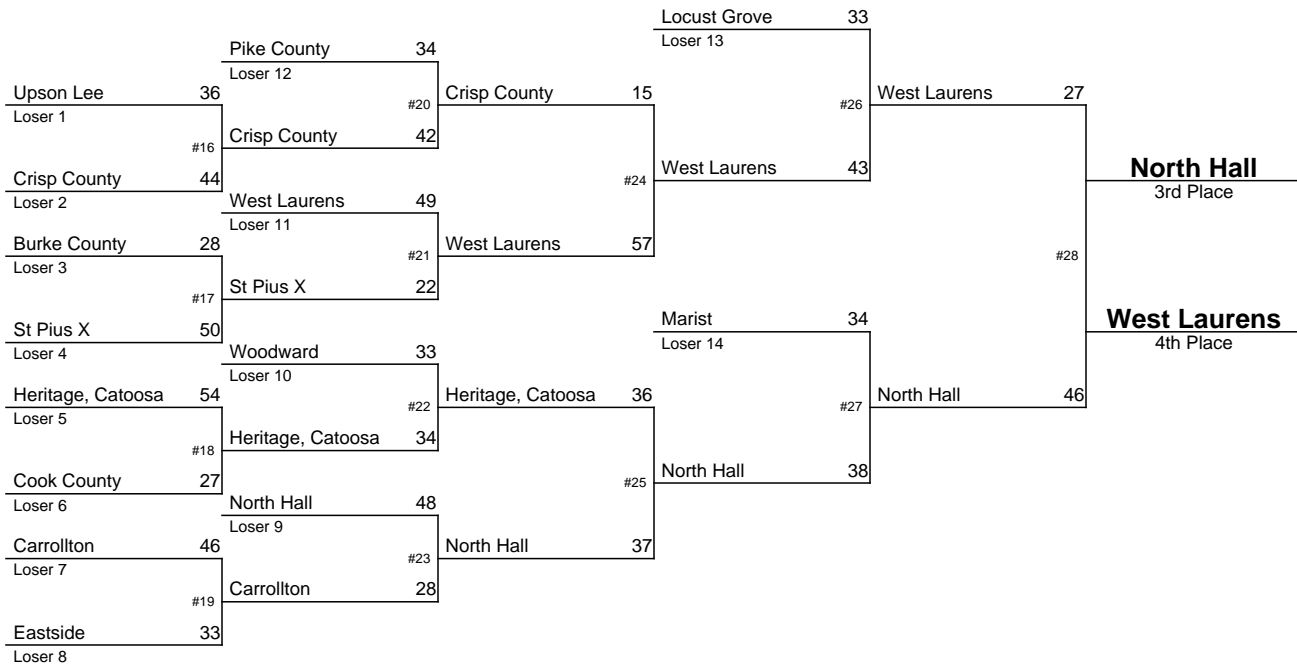 Locust Grove 33
Loser 13
Pike County 34
Loser 12
Upson Lee 36
Loser 1
#20
Crisp County 15
#26
West Laurens 27
#16
Crisp County 42
Crisp County 44
Loser 2
#24
West Laurens 43
North Hall
3rd Place
West Laurens 49
Loser 11
Burke County 28
Loser 3
#21
West Laurens 57
#28
#17
St Pius X 22
St Pius X 50
Loser 4
Marist 34
Loser 14
West Laurens
4th Place
Woodward 33
Loser 10
Heritage, Catoosa 54
Loser 5
#22
Heritage, Catoosa 36
#27
North Hall 46
#18
Heritage, Catoosa 34
Cook County 27
Loser 6
#25
North Hall 38
North Hall 48
Loser 9
Carrollton 46
Loser 7
#23
North Hall 37
#19
Carrollton 28
Eastside 33
Loser 8